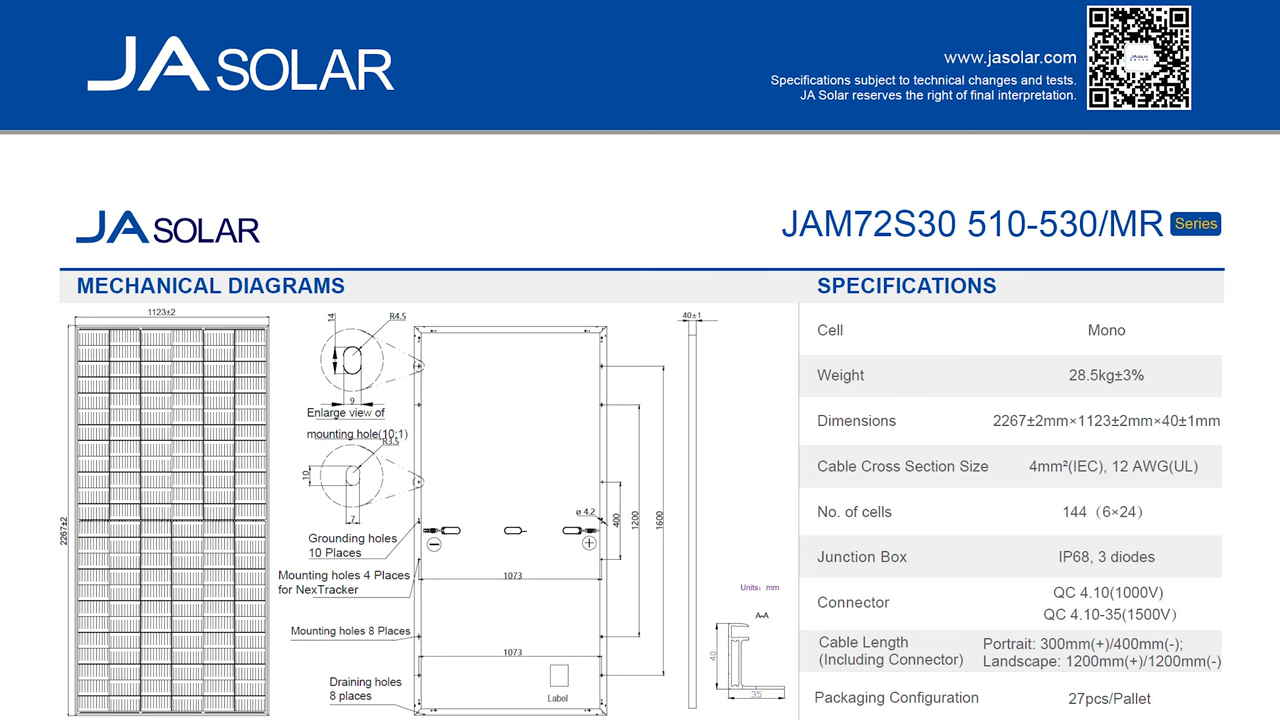 JA SOLAR
www.jasolar.com
Specifications subject to technical changes and tests.
JA Solar reserves the right of final interpretation.
JA SOLAR
JAM72S30 510-530/MR Series
MECHANICAL DIAGRAMS
SPECIFICATIONS
1123±2
2267±2
14
R4.5
9
Enlarge view of
mounting hole(10:1)
R3.5
10
7
Grounding holes
10 Places
Mounting holes 4 Places
for NexTracker
Mounting holes 8 Places
Draining holes
8 places
ø 4.2
400
1200
1600
1073
1073
Label
40±1
Units: mm
A-A
40
35
Cell Mono
Weight 28.5kg±3%
Dimensions 2267±2mm×1123±2mm×40±1mm
Cable Cross Section Size 4mm²(IEC), 12 AWG(UL)
No. of cells 144（6×24）
Junction Box IP68, 3 diodes
Connector QC 4.10(1000V)
QC 4.10-35(1500V)
Cable Length
(Including Connector)
Portrait: 300mm(+)/400mm(-);
Landscape: 1200mm(+)/1200mm(-)
Packaging Configuration 27pcs/Pallet